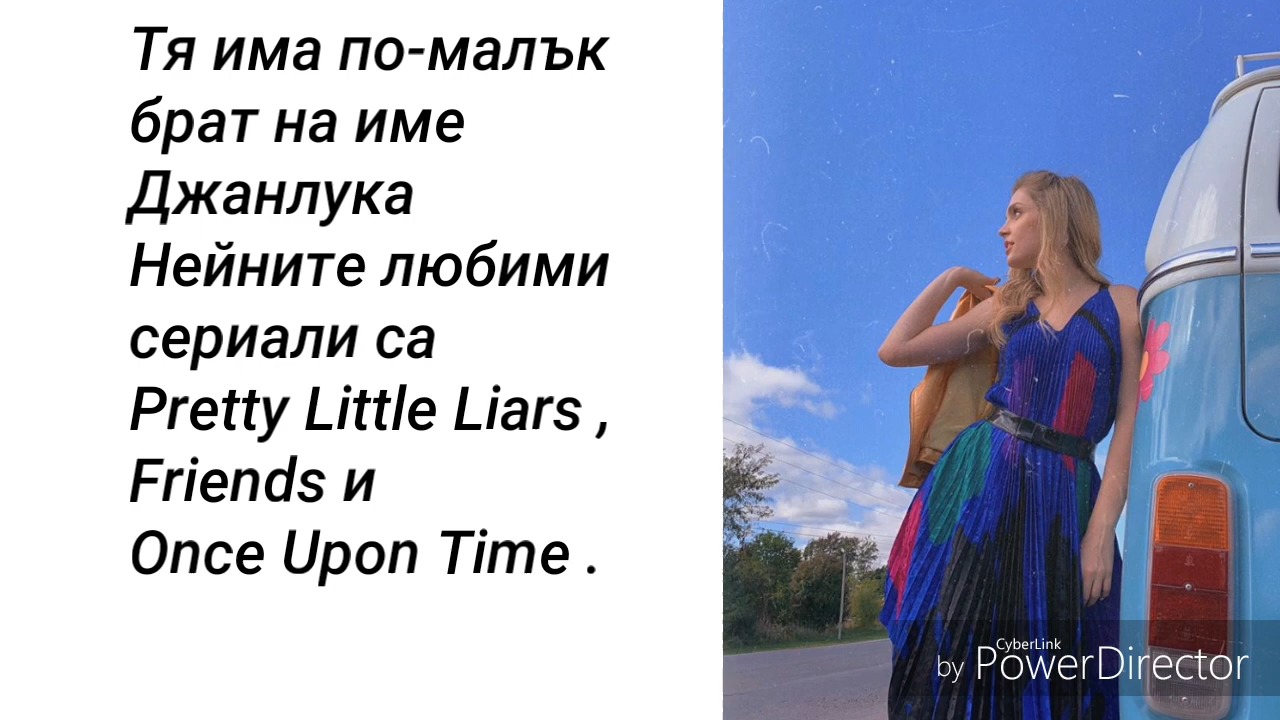 Тя има по-малък
брат на име
Джанлука
Нейните любими
сериали са
Pretty Little Liars ,
Friends и
Once Upon Time .
CyberLink
by PowerDirector